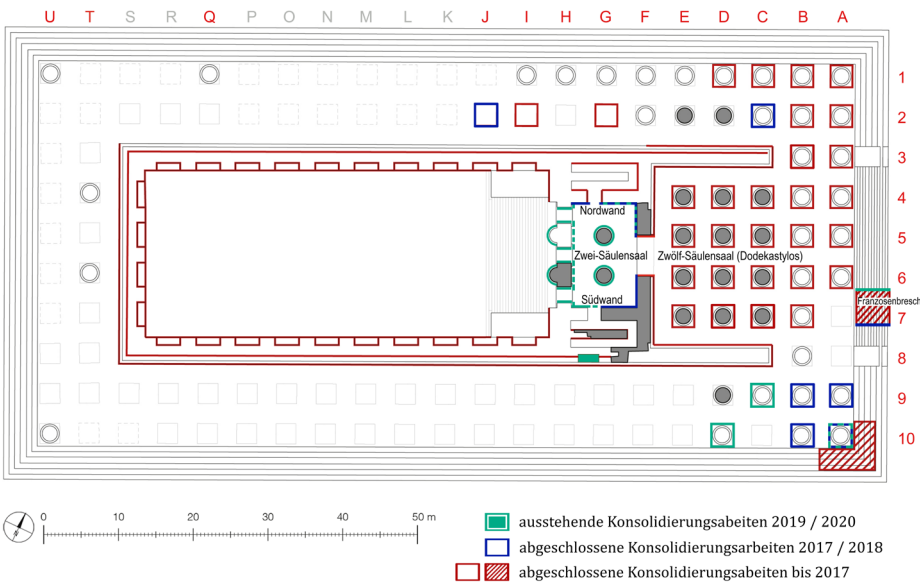 U T S R Q P O N M L K J I H G F E D C B A
1
2
3
4
Nordwand
5
Zwei-Säulensaal Zwölf-Säulensaal (Dodekastylos)
6
Südwand
Franzosenbresch
7
8
9
10
0 10 20 30 40 50 m
ausstehende Konsolidierungsabeiten 2019 / 2020
abgeschlossene Konsolidierungsarbeiten 2017 / 2018
abgeschlossene Konsolidierungsabeiten bis 2017